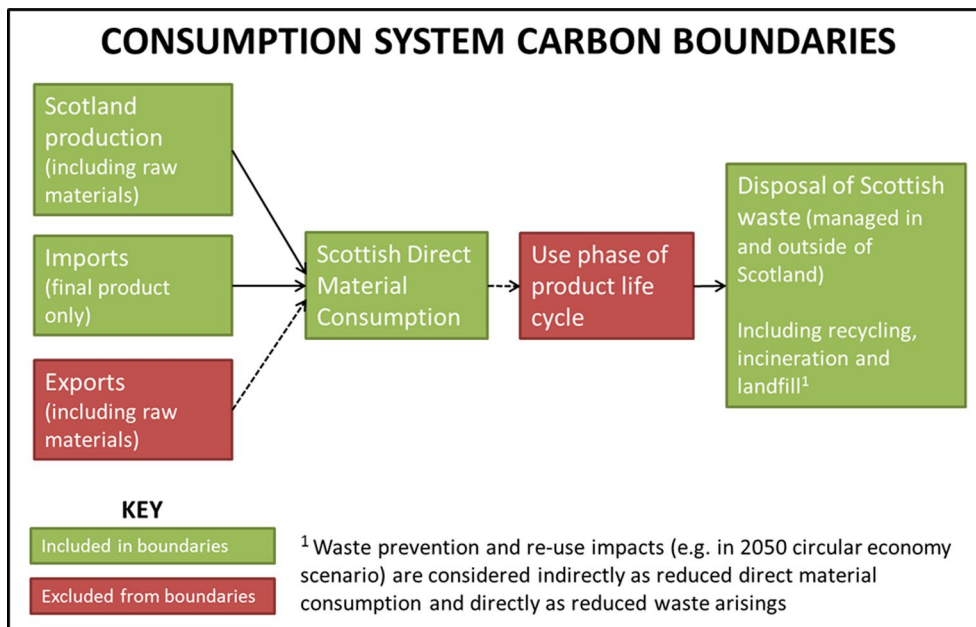 CONSUMPTION SYSTEM CARBON BOUNDARIES
Scotland
production
(including raw
materials)
Imports
(final product
only)
Exports
(including raw
materials)
Scottish Direct
Material
Consumption
Use phase of
product life
cycle
Disposal of Scottish
waste (managed in
and outside of
Scotland)
Including recycling,
incineration and
landfill¹
KEY
Included in boundaries
Excluded from boundaries
¹ Waste prevention and re-use impacts (e.g. in 2050 circular economy
scenario) are considered indirectly as reduced direct material
consumption and directly as reduced waste arisings